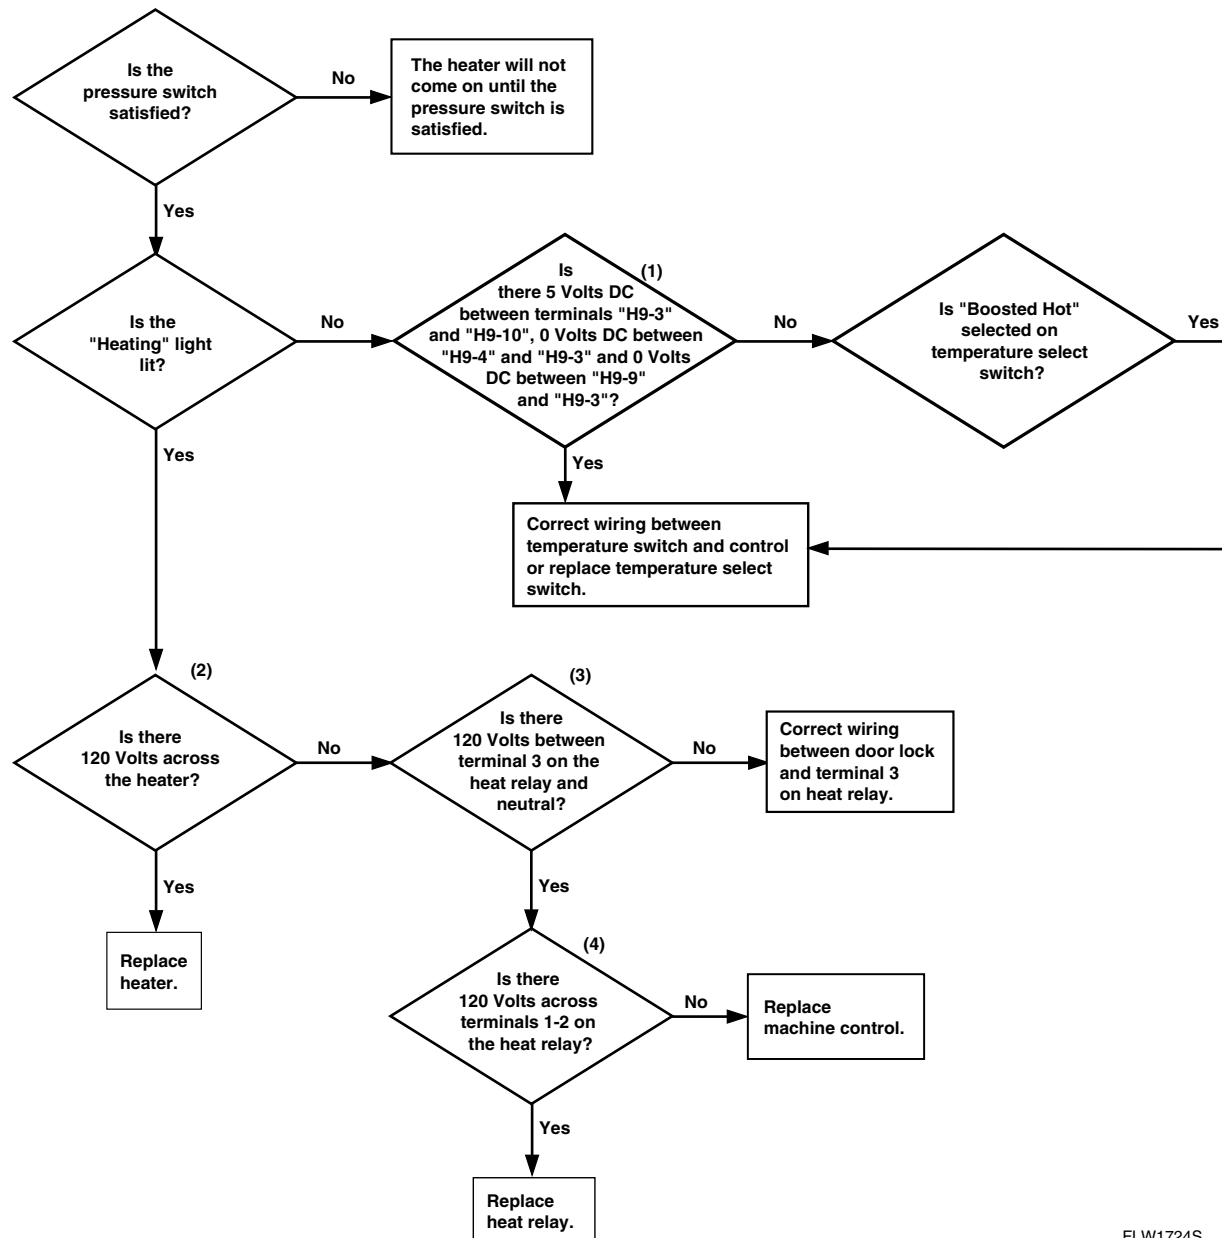 Is the
pressure switch
satisfied?
No
The heater will not
come on until the
pressure switch is
satisfied.
Yes
Is the
"Heating" light
lit?
No
(1)
Is
there 5 Volts DC
between terminals "H9-3"
and "H9-10", 0 Volts DC between
"H9-4" and "H9-3" and 0 Volts
DC between "H9-9"
and "H9-3"?
No
Is "Boosted Hot"
selected on
temperature select
switch?
Yes
Yes
Yes
Correct wiring between
temperature switch and control
or replace temperature select
switch.
(2)
Is there
120 Volts across
the heater?
No
(3)
Is there
120 Volts between
terminal 3 on the
heat relay and
neutral?
No
Correct wiring
between door lock
and terminal 3
on heat relay.
Yes
Replace
heater.
Yes
(4)
Is there
120 Volts across
terminals 1-2 on
the heat relay?
No
Replace
machine control.
Yes
Replace
heat relay.
FLW1724S